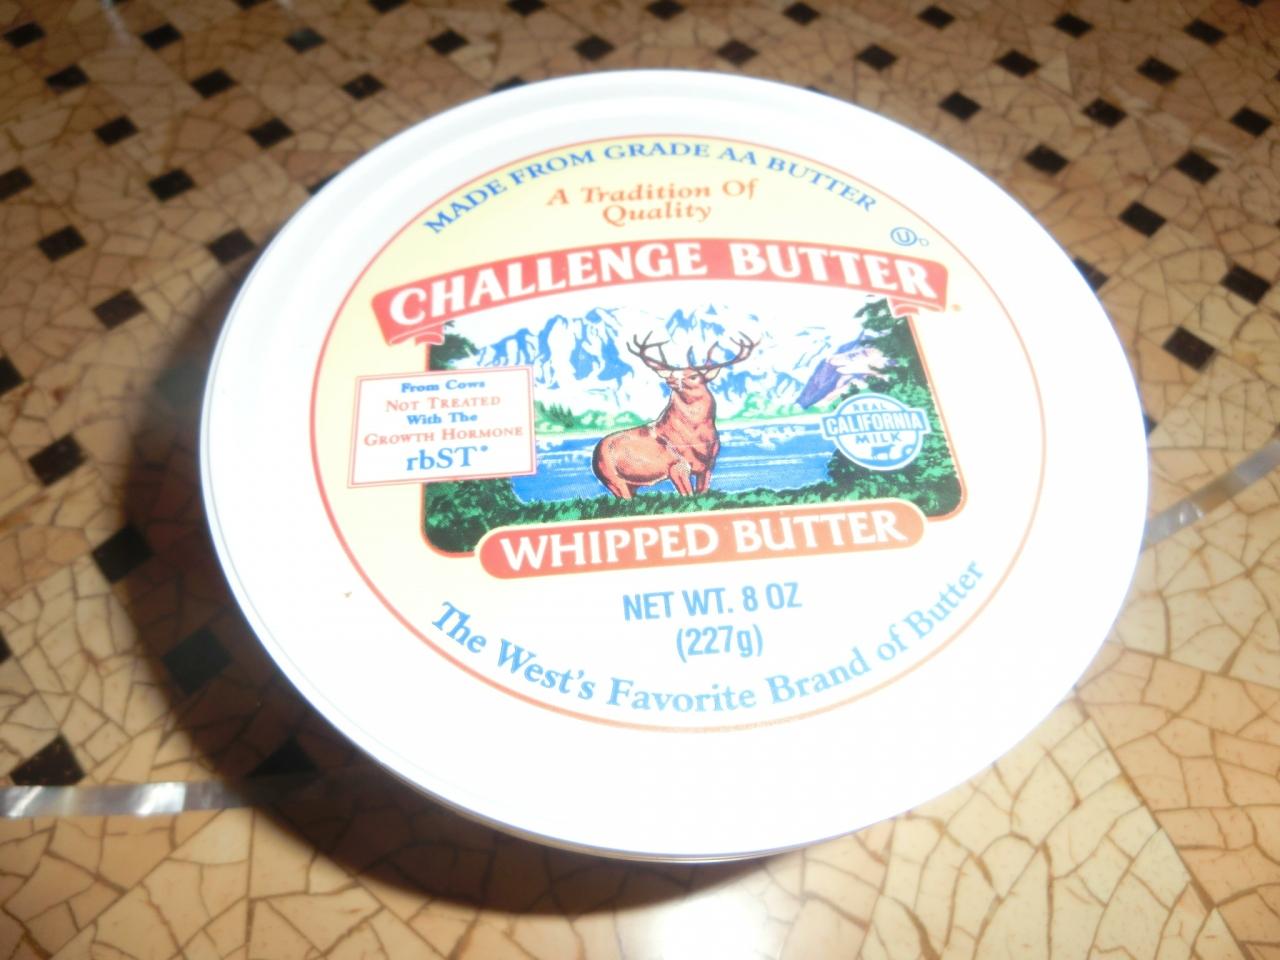 MADE FROM GRADE AA BUTTER
A Tradition Of
Quality
U D
CHALLENGE BUTTER
From Cows
NOT TREATED
With The
GROWTH HORMONE
rbST*
REAL
CALIFORNIA
MILK
WHIPPED BUTTER
NET WT. 8 OZ
(227g)
The West's Favorite Brand of Butter